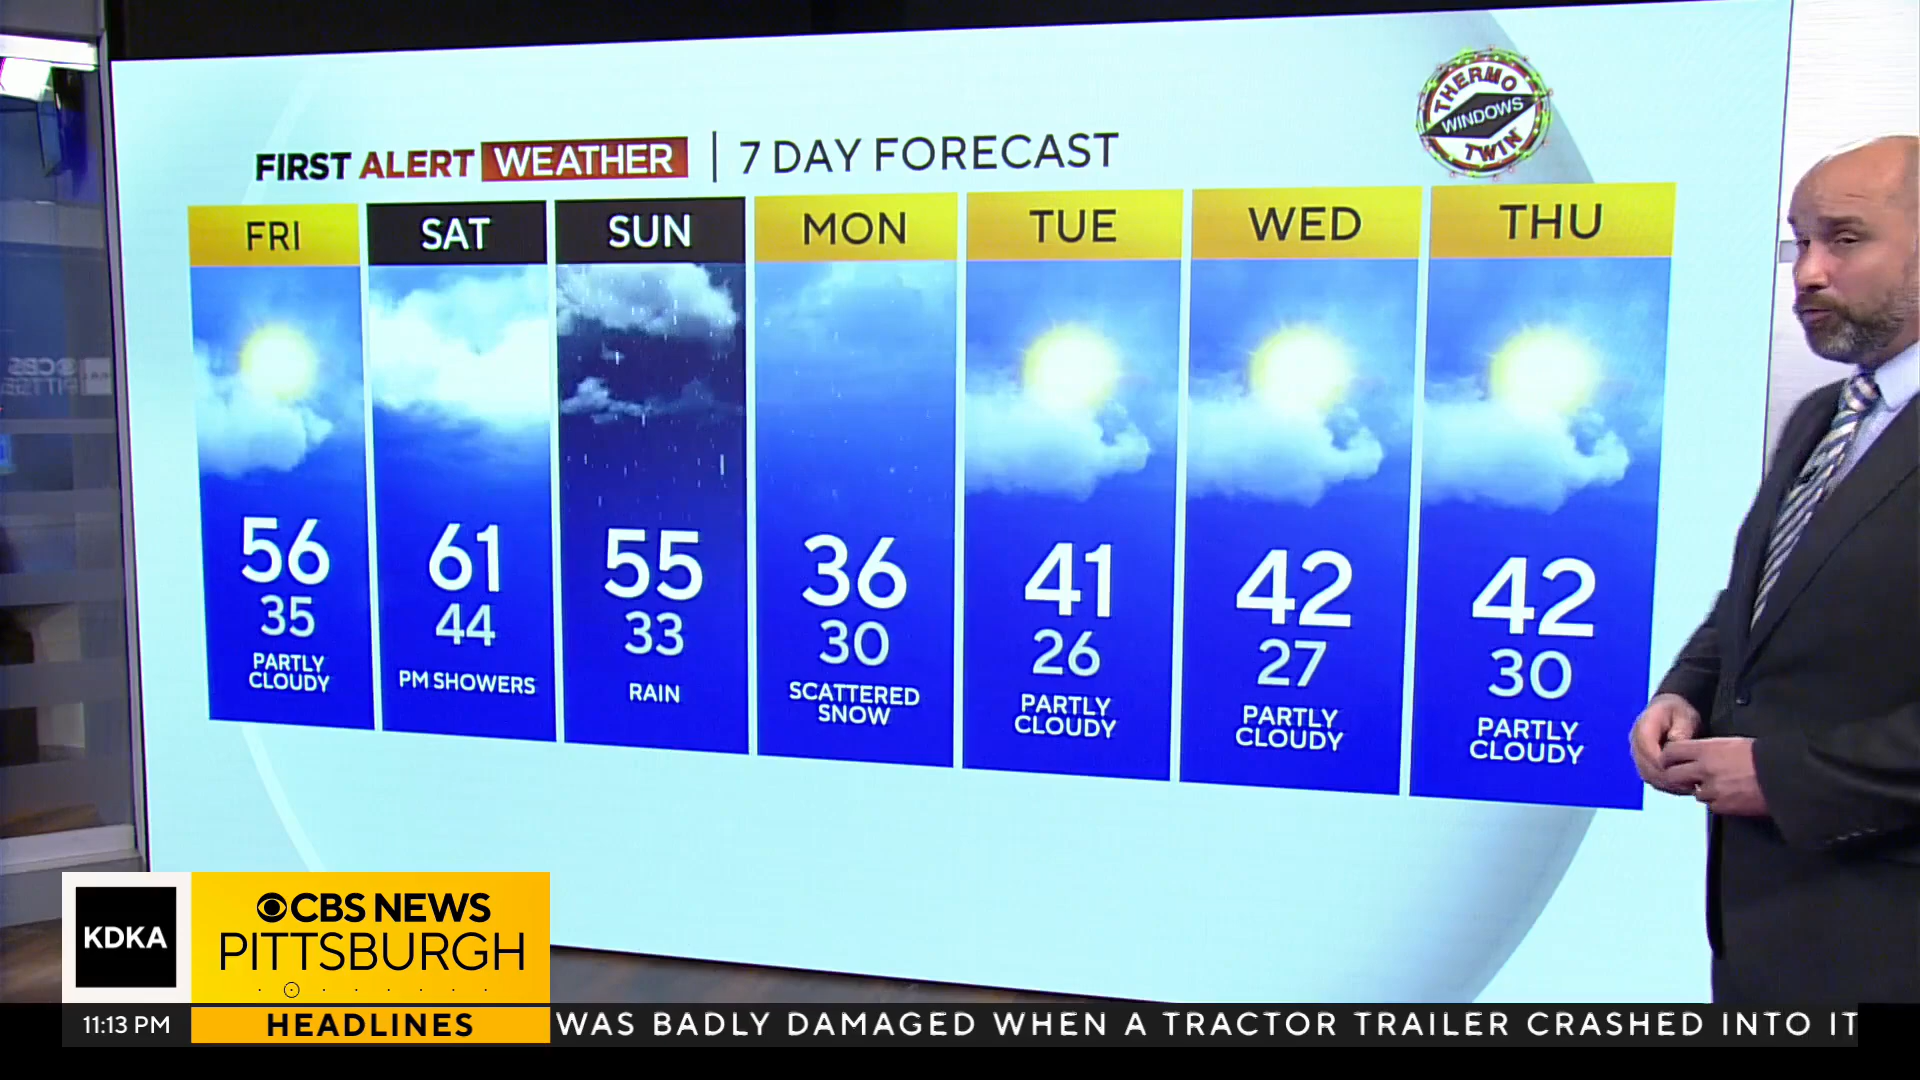 THERMO
WINDOWS
TWIN
FIRST ALERT WEATHER | 7 DAY FORECAST
FRI
56
35
PARTLY
CLOUDY
SAT
61
44
PM SHOWERS
SUN
55
33
RAIN
MON
36
30
SCATTERED
SNOW
TUE
41
26
PARTLY
CLOUDY
WED
42
27
PARTLY
CLOUDY
THU
42
30
PARTLY
CLOUDY
KDKA
CBS NEWS
PITTSBURGH
11:13 PM
HEADLINES
WAS BADLY DAMAGED WHEN A TRACTOR TRAILER CRASHED INTO IT